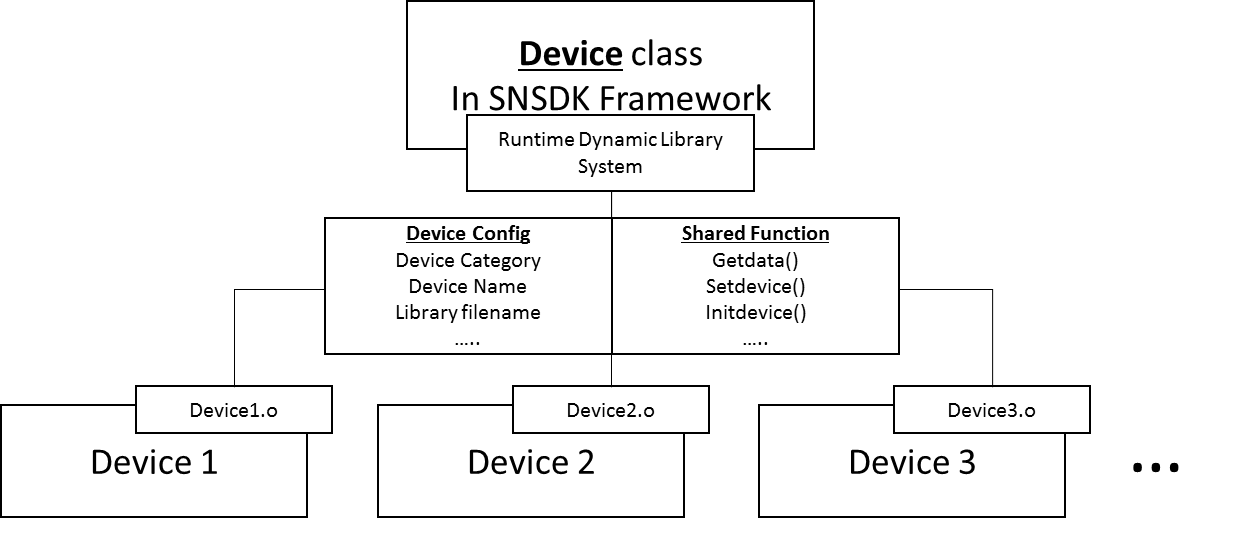 Device class
In SNSDK Framework
Runtime Dynamic Library
System
Device Config
Device Category
Device Name
Library filename
.....
Shared Function
Getdata()
Setdevice()
Initdevice()
.....
Device1.o
Device 1
Device2.o
Device 2
Device3.o
Device 3
...